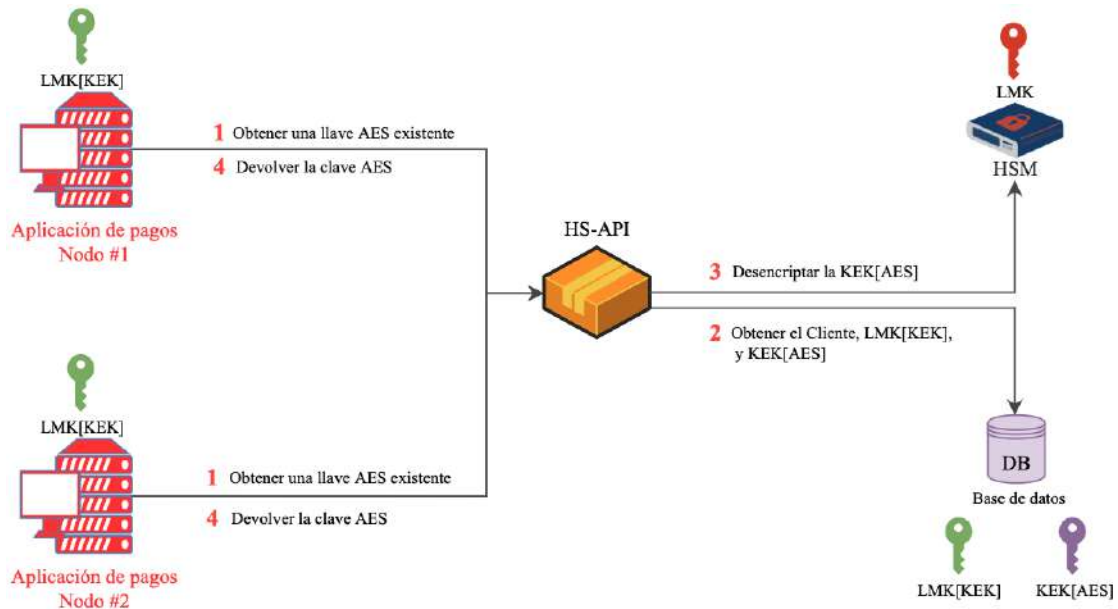 LMK[KEK]
1 Obtener una llave AES existente
4 Devolver la clave AES
Aplicación de pagos
Nodo #1
LMK
HSM
HS-API
3 Desencriptar la KEK[AES]
2 Obtener el Cliente, LMK[KEK],
y KEK[AES]
LMK[KEK]
1 Obtener una llave AES existente
4 Devolver la clave AES
Aplicación de pagos
Nodo #2
DB
Base de datos
LMK[KEK]
KEK[AES]